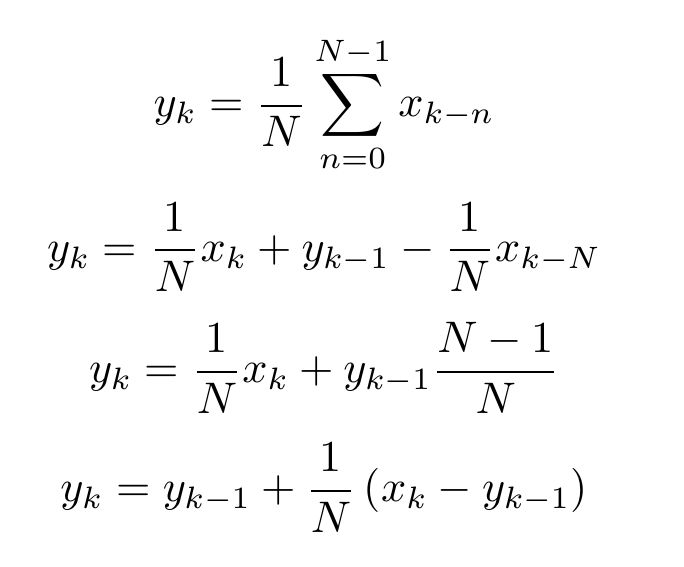 $y_k = \frac{1}{N} \sum_{n=0}^{N-1} x_{k-n}$
$y_k = \frac{1}{N} x_k + y_{k-1} - \frac{1}{N} x_{k-N}$
$y_k = \frac{1}{N} x_k + y_{k-1} \frac{N-1}{N}$
$y_k = y_{k-1} + \frac{1}{N} (x_k - y_{k-1})$